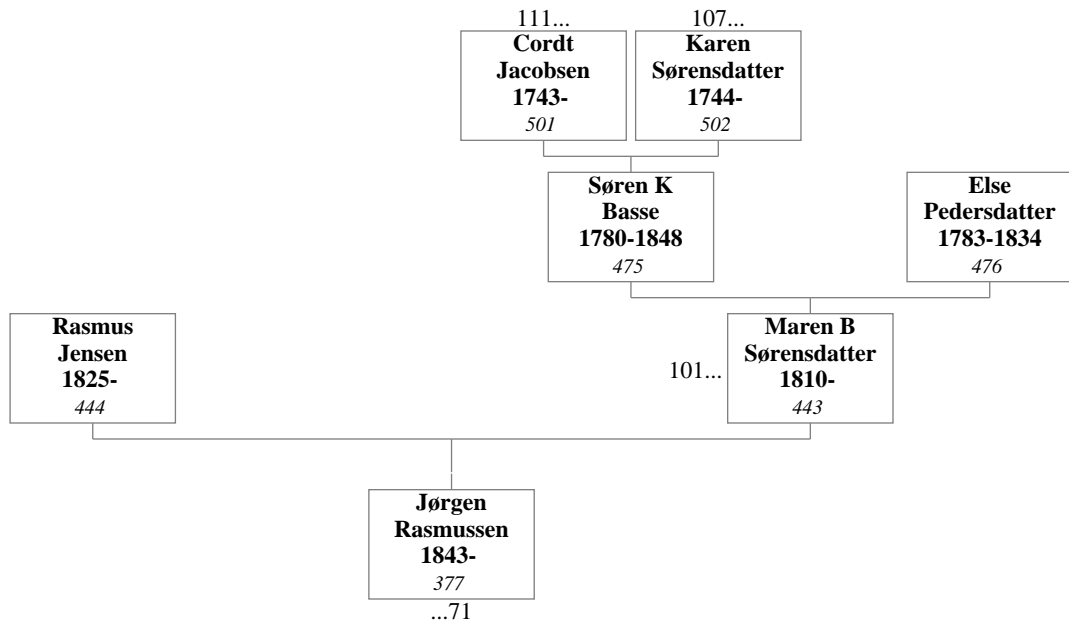 111...
107...
Cordt
Jacobsen
1743-
501
Karen
Sørensdatter
1744-
502
Søren K
Basse
1780-1848
475
Else
Pedersdatter
1783-1834
476
Rasmus
Jensen
1825-
444
101...
Maren B
Sørensdatter
1810-
443
Jørgen
Rasmussen
1843-
377
...71